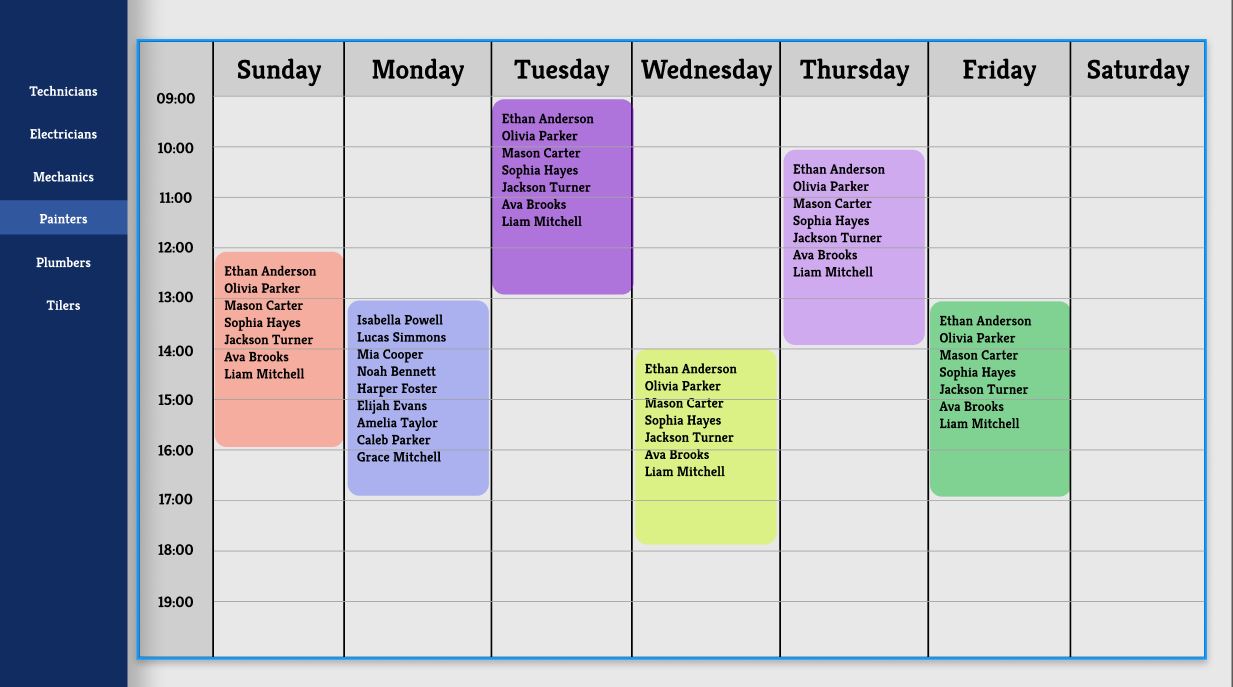 Technicians
Electricians
Mechanics
Painters
Plumbers
Tilers
Sunday Monday Tuesday Wednesday Thursday Friday Saturday
09:00
10:00
11:00
12:00
13:00
14:00
15:00
16:00
17:00
18:00
19:00
Ethan Anderson
Olivia Parker
Mason Carter
Sophia Hayes
Jackson Turner
Ava Brooks
Liam Mitchell
Isabella Powell
Lucas Simmons
Mia Cooper
Noah Bennett
Harper Foster
Elijah Evans
Amelia Taylor
Caleb Parker
Grace Mitchell
Ethan Anderson
Olivia Parker
Mason Carter
Sophia Hayes
Jackson Turner
Ava Brooks
Liam Mitchell
Ethan Anderson
Olivia Parker
Mason Carter
Sophia Hayes
Jackson Turner
Ava Brooks
Liam Mitchell
Ethan Anderson
Olivia Parker
Mason Carter
Sophia Hayes
Jackson Turner
Ava Brooks
Liam Mitchell
Ethan Anderson
Olivia Parker
Mason Carter
Sophia Hayes
Jackson Turner
Ava Brooks
Liam Mitchell